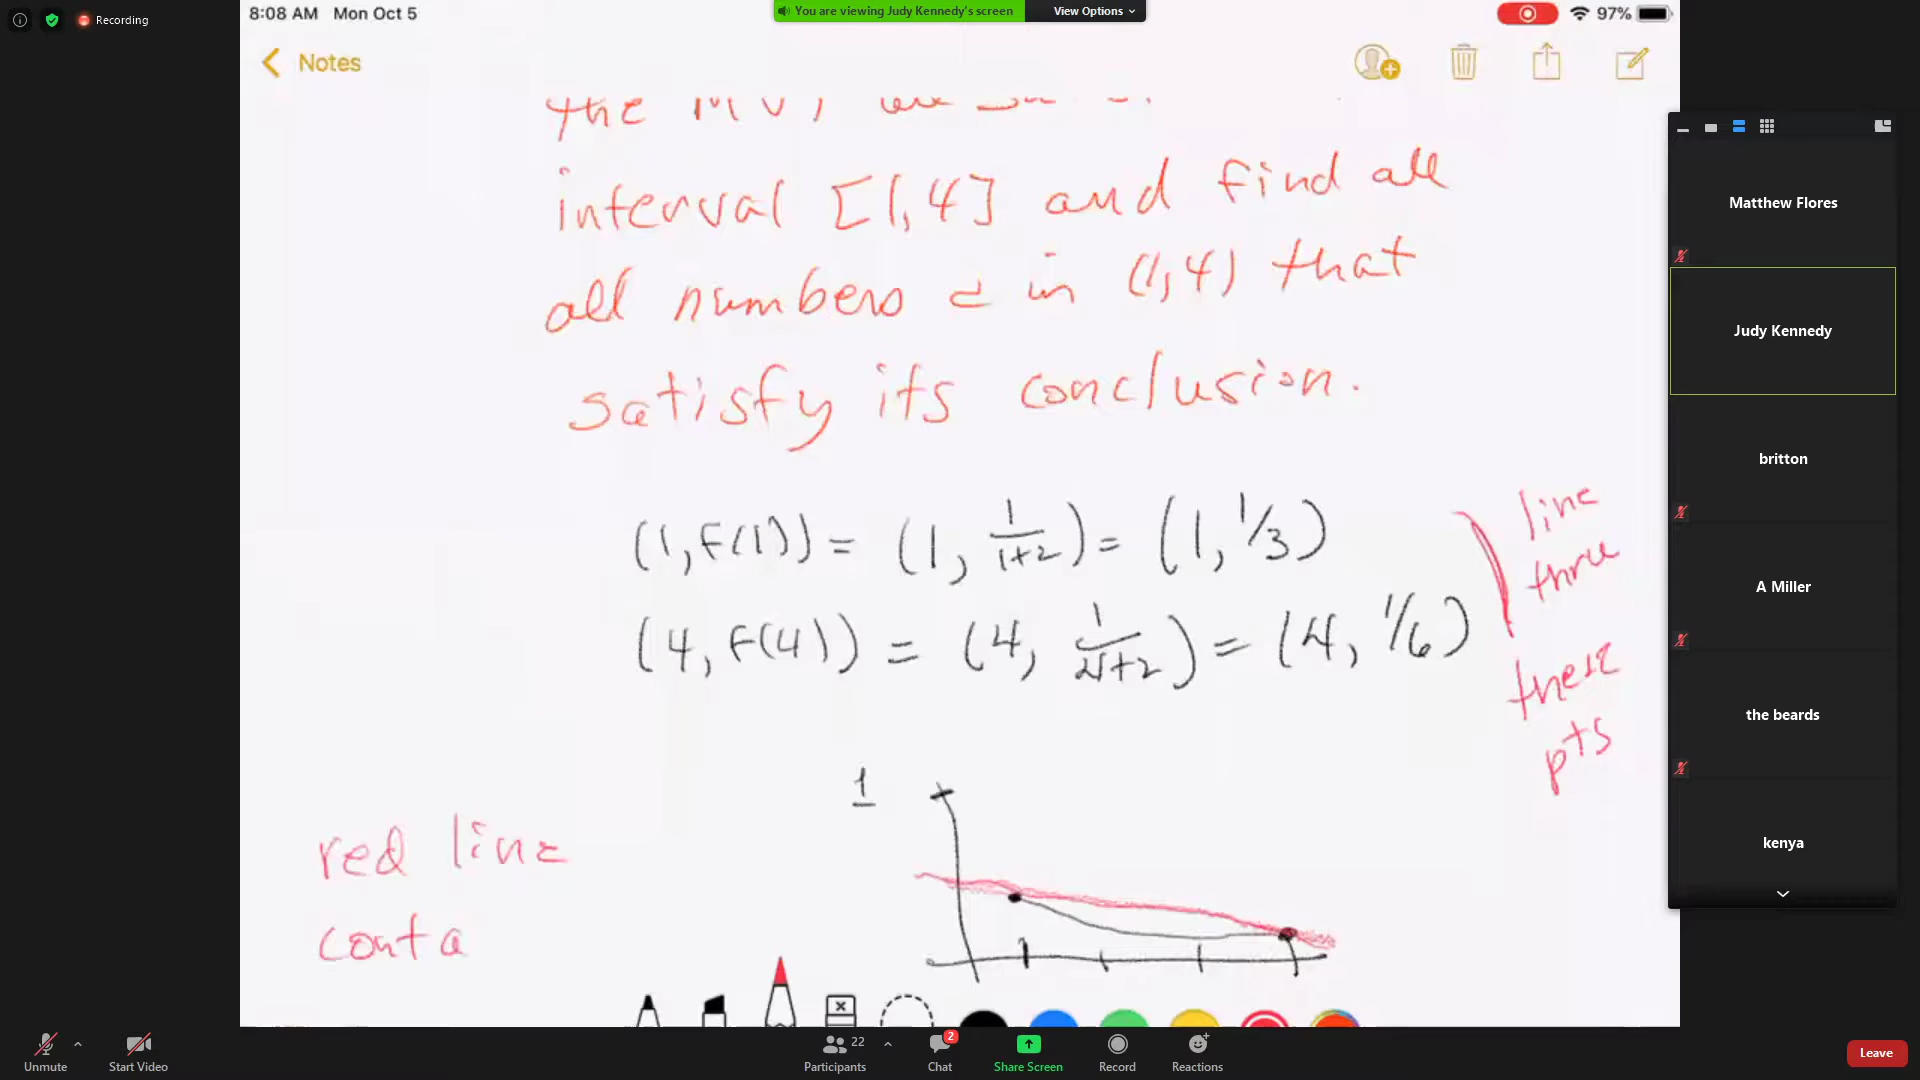 8:08 AM Mon Oct 5
You are viewing Judy Kennedy's screen
View Options
97%
Recording
Notes
the MVT
interval [1,4] and find all
all numbers c in (1,4) that
satisfy its conclusion.
(1, f(1)) = (1, 1/1+2) = (1, 1/3)
(4, f(4)) = (4, 1/4+2) = (4, 1/6)
line
thru
these
pts
1
red line
conta
Matthew Flores
Judy Kennedy
britton
A Miller
the beards
kenya
Unmute
Start Video
Participants
22
Chat
2
Share Screen
Record
Reactions
Leave